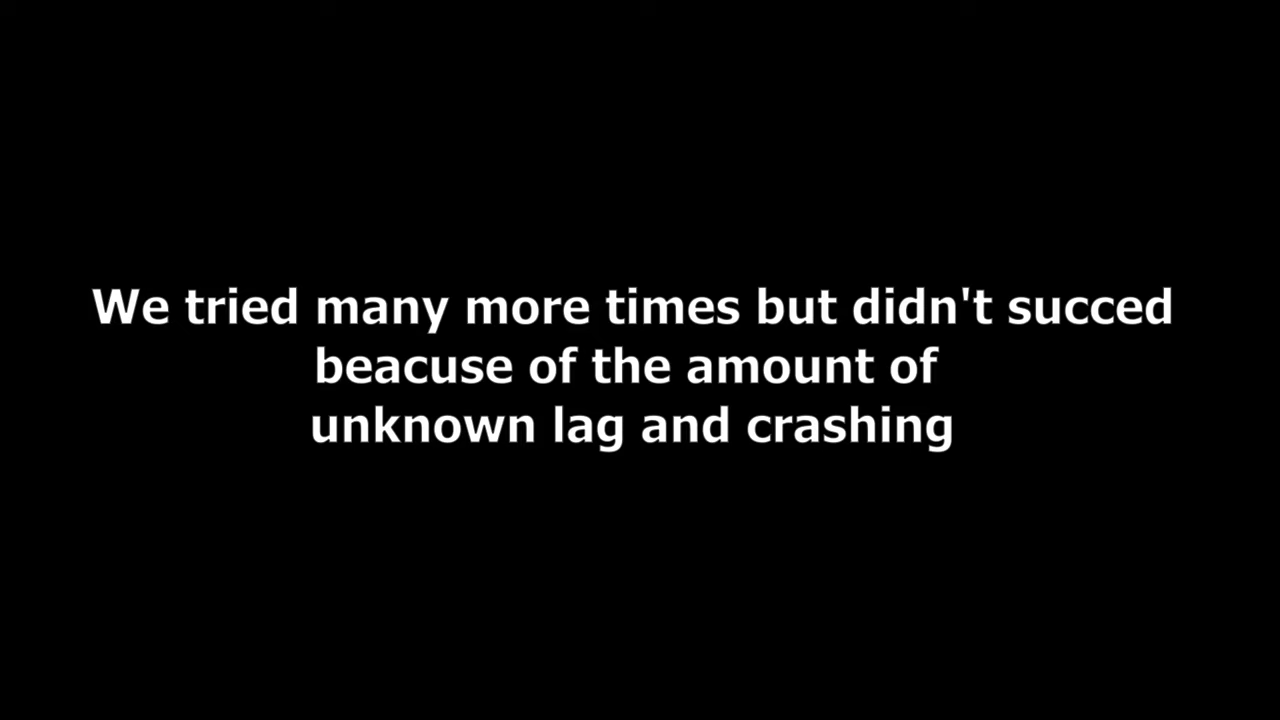 We tried many more times but didn't succed
beacuse of the amount of
unknown lag and crashing